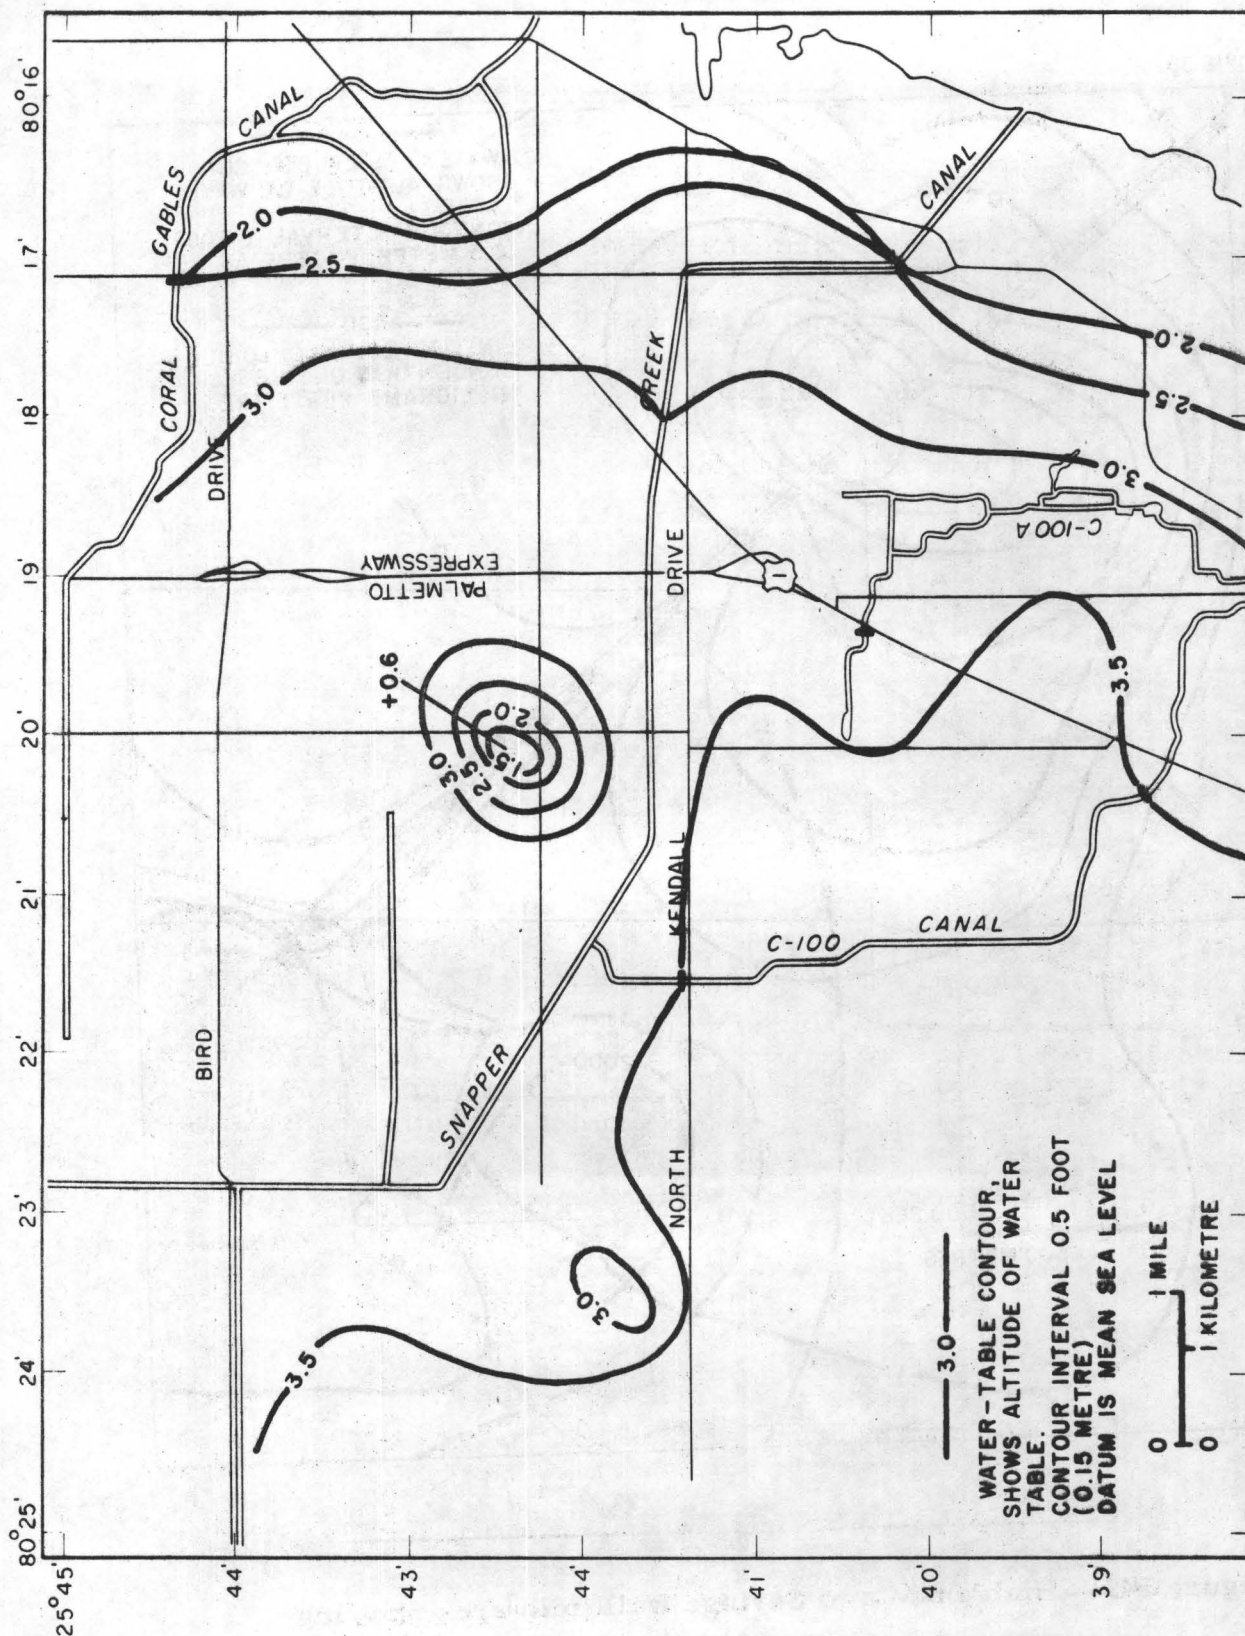 25°45'
44'
43'
44'
41'
40'
39'
80°25'
24'
23'
22'
21'
20'
19'
18'
17'
80°16'
CORAL GABLES CANAL
BIRD DRIVE
PALMETTO
EXPRESSWAY
SNAPPER CREEK CANAL
NORTH KENDALL DRIVE
C-100 CANAL
C-100A
1
+0.6
1.5
2.0
2.5
3.0
2.0
2.5
3.0
3.0
3.5
3.5
3.0
2.5
2.0
3.0
WATER-TABLE CONTOUR,
SHOWS ALTITUDE OF WATER
TABLE.
CONTOUR INTERVAL 0.5 FOOT
(0.15 METRE)
DATUM IS MEAN SEA LEVEL
0 1 MILE
0 1 KILOMETRE